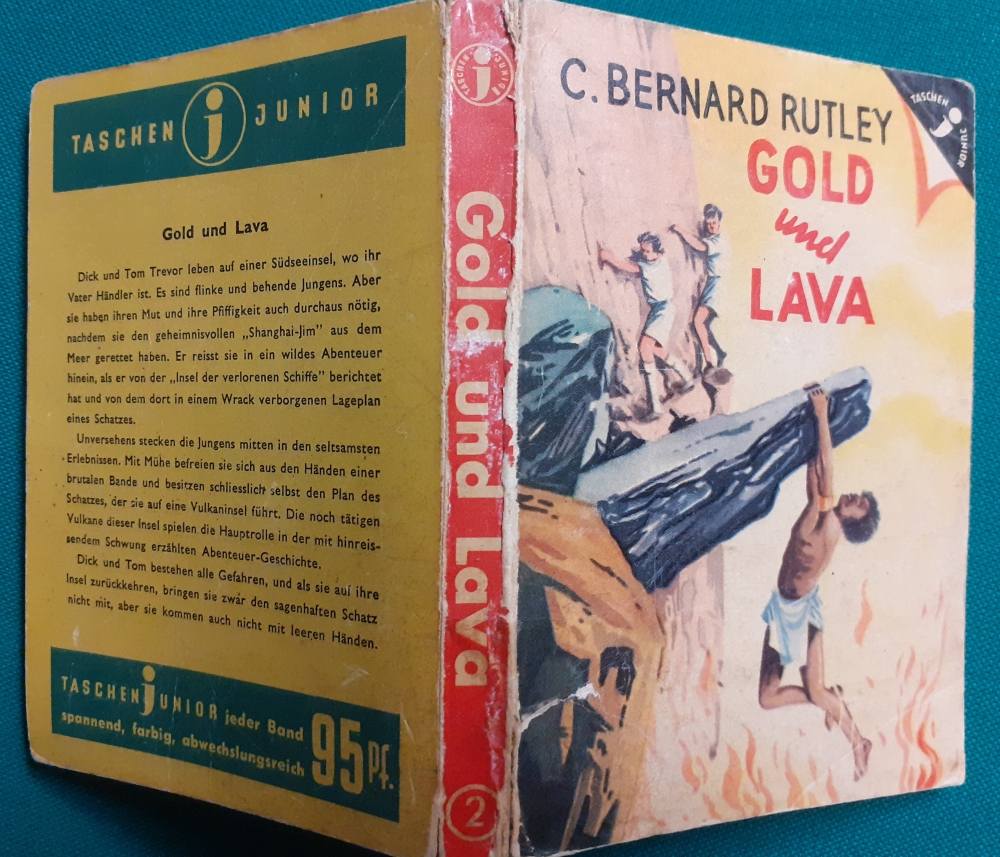 TASCHEN j JUNIOR
Gold und Lava
Dick und Tom Trevor leben auf einer Südseeinsel, wo ihr
Vater Händler ist. Es sind flinke und behende Jungens. Aber
sie haben ihren Mut und ihre Pfiffigkeit auch durchaus nötig,
nachdem sie den geheimnisvollen „Shanghai-Jim” aus dem
Meer gerettet haben. Er reisst sie in ein wildes Abenteuer
hinein, als er von der „Insel der verlorenen Schiffe” berichtet
hat und von dem dort in einem Wrack verborgenen Lageplan
eines Schatzes.
Unversehens stecken die Jungens mitten in den seltsamsten
Erlebnissen. Mit Mühe befreien sie sich aus den Händen einer
brutalen Bande und besitzen schliesslich selbst den Plan des
Schatzes, der sie auf eine Vulkaninsel führt. Die noch tätigen
Vulkane dieser Insel spielen die Hauptrolle in der mit hinreis-
sendem Schwung erzählten Abenteuer-Geschichte.
Dick und Tom bestehen alle Gefahren, und als sie auf ihre
Insel zurückkehren, bringen sie zwar den sagenhaften Schatz
nicht mit, aber sie kommen auch nicht mit leeren Händen.
TASCHEN jUNIOR jeder Band
spannend, farbig, abwechslungsreich
95 Pf.
TASCHEN j JUNIOR
Gold und Lava
2
C. BERNARD RUTLEY
GOLD
und
LAVA
TASCHEN j JUNIOR